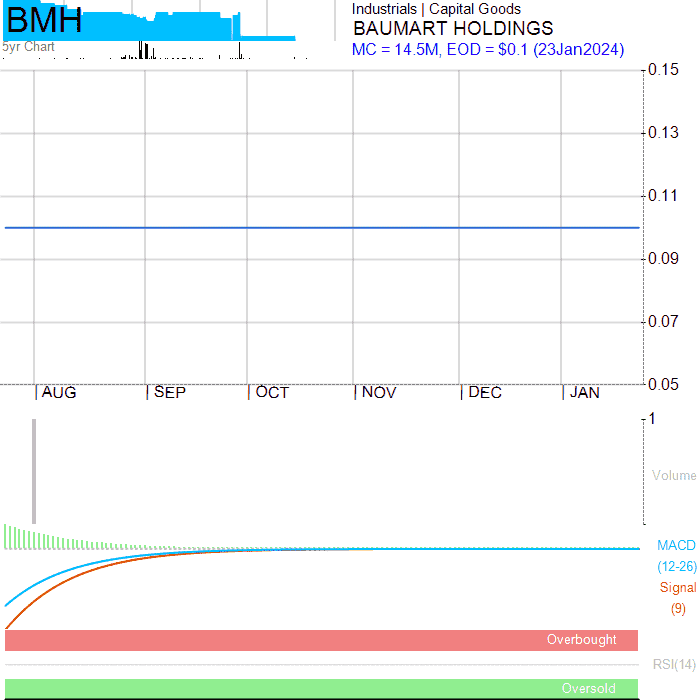 BMH
5yr Chart
Industrials | Capital Goods
BAUMART HOLDINGS
MC = 14.5M, EOD = $0.1 (23Jan2024)
0.15
0.13
0.11
0.09
0.07
0.05
AUG SEP OCT NOV DEC JAN
1
Volume
MACD
(12-26)
Signal
(9)
Overbought
RSI(14)
Oversold